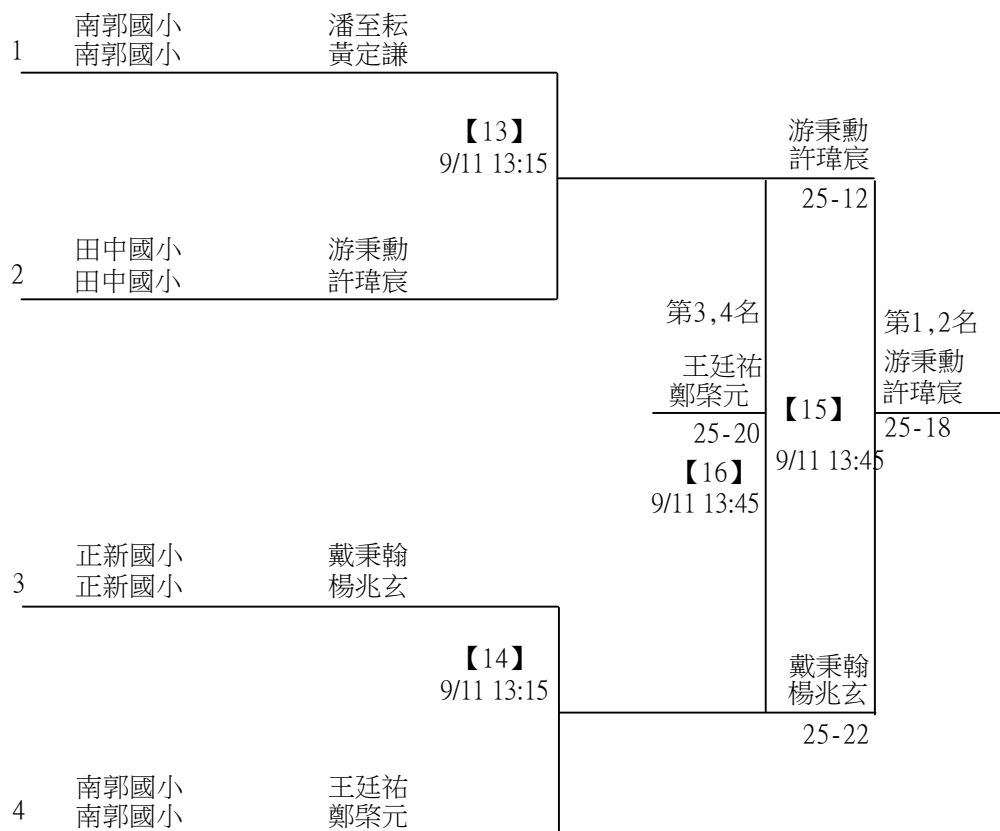 南郭國小 潘至耘
1 南郭國小 黃定謙
【13】
9/11 13:15
游秉勳
許瑋宸
25-12
田中國小 游秉勳
2 田中國小 許瑋宸
第3,4名
第1,2名
王廷祐
鄭棨元
25-20
【16】
9/11 13:45
【15】
9/11 13:45
游秉勳
許瑋宸
25-18
正新國小 戴秉翰
3 正新國小 楊兆玄
【14】
9/11 13:15
戴秉翰
楊兆玄
25-22
南郭國小 王廷祐
4 南郭國小 鄭棨元